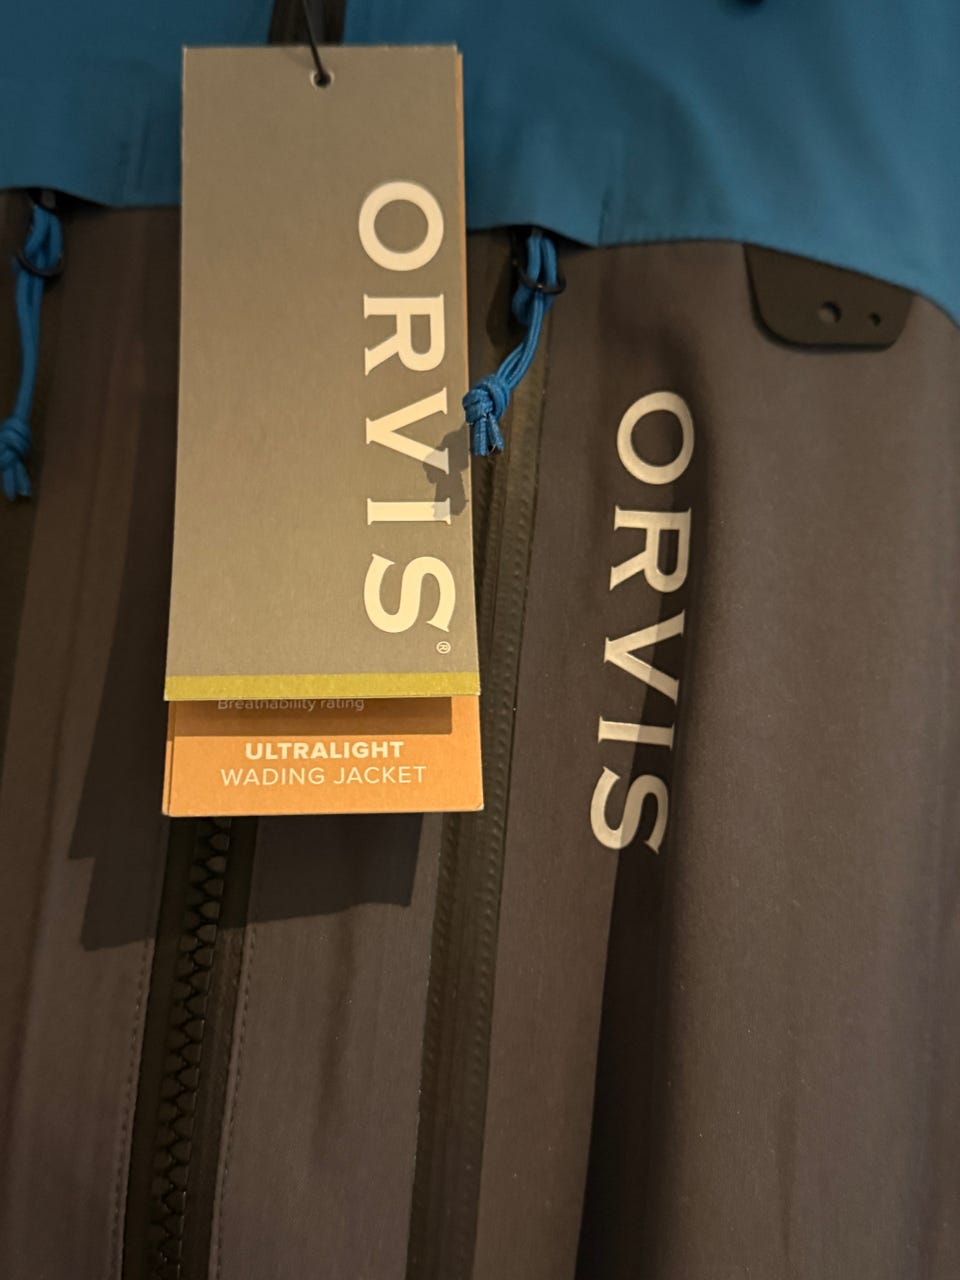 ORVIS®
Breathability rating
ULTRALIGHT
WADING JACKET
ORVIS